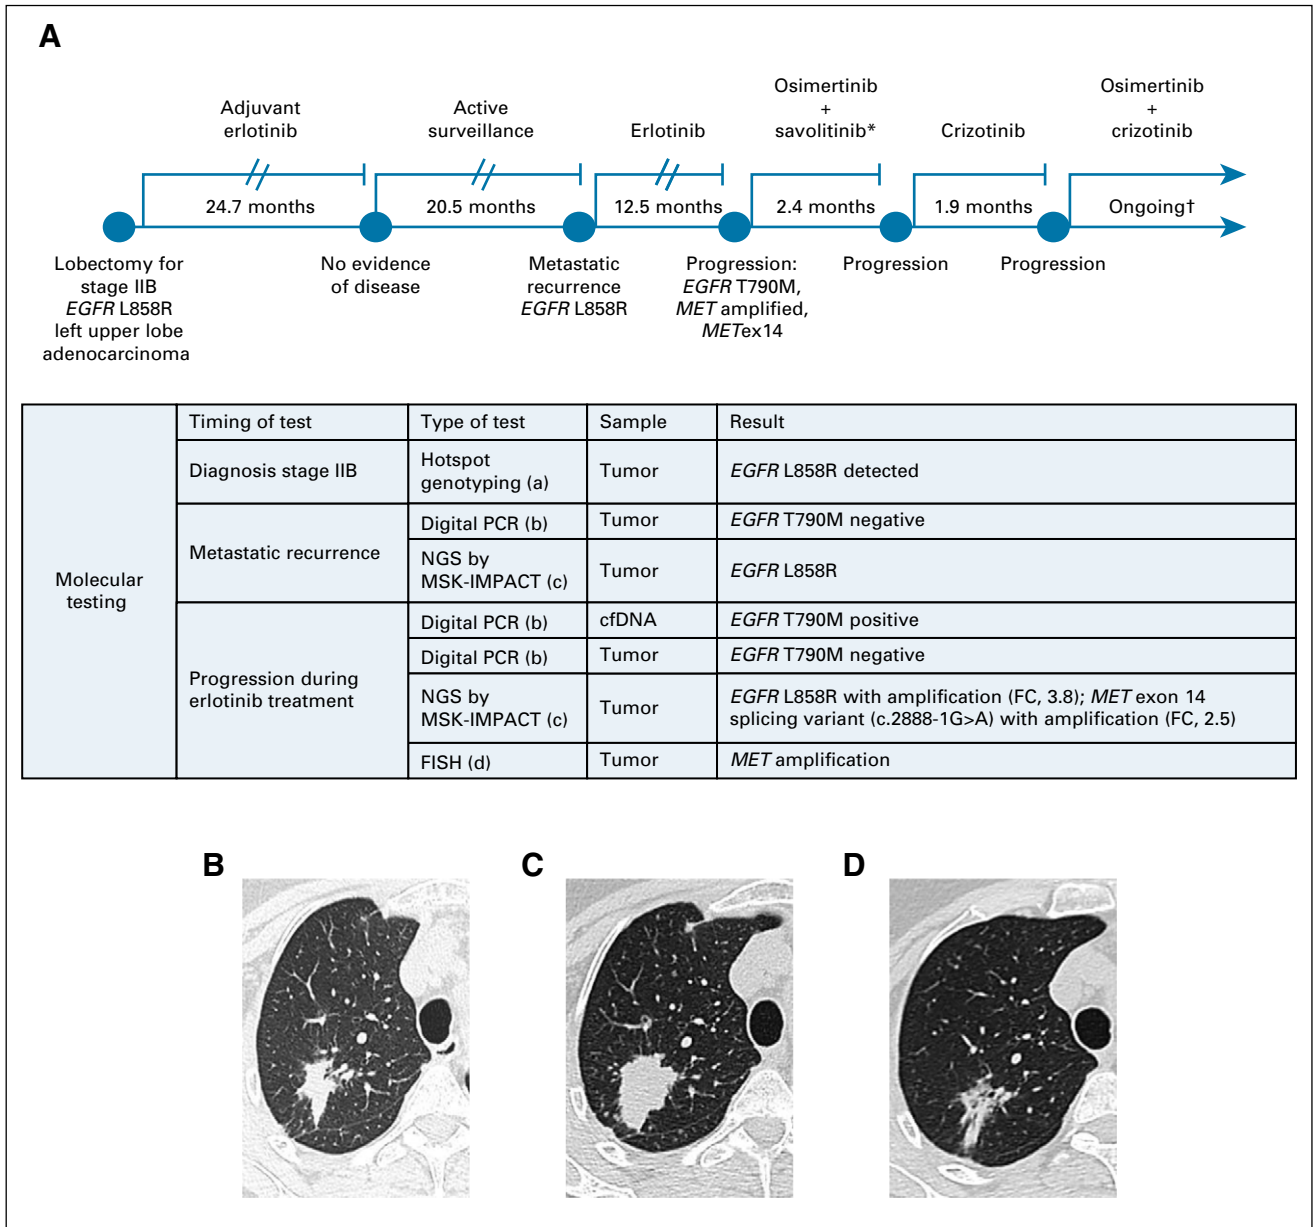 A
Adjuvant
erlotinib
Active
surveillance
Erlotinib
Osimertinib
+
savolitinib*
Crizotinib
Osimertinib
+
crizotinib
24.7 months
20.5 months
12.5 months
2.4 months
1.9 months
Ongoing†
Lobectomy for
stage IIB
EGFR L858R
left upper lobe
adenocarcinoma
No evidence
of disease
Metastatic
recurrence
EGFR L858R
Progression:
EGFR T790M,
MET amplified,
METex14
Progression
Progression
Molecular
testing
Timing of test
Type of test
Sample
Result
Diagnosis stage IIB
Hotspot
genotyping (a)
Tumor
EGFR L858R detected
Metastatic recurrence
Digital PCR (b)
Tumor
EGFR T790M negative
NGS by
MSK-IMPACT (c)
Tumor
EGFR L858R
Progression during
erlotinib treatment
Digital PCR (b)
cfDNA
EGFR T790M positive
Digital PCR (b)
Tumor
EGFR T790M negative
NGS by
MSK-IMPACT (c)
Tumor
EGFR L858R with amplification (FC, 3.8); MET exon 14
splicing variant (c.2888-1G>A) with amplification (FC, 2.5)
FISH (d)
Tumor
MET amplification
B
C
D